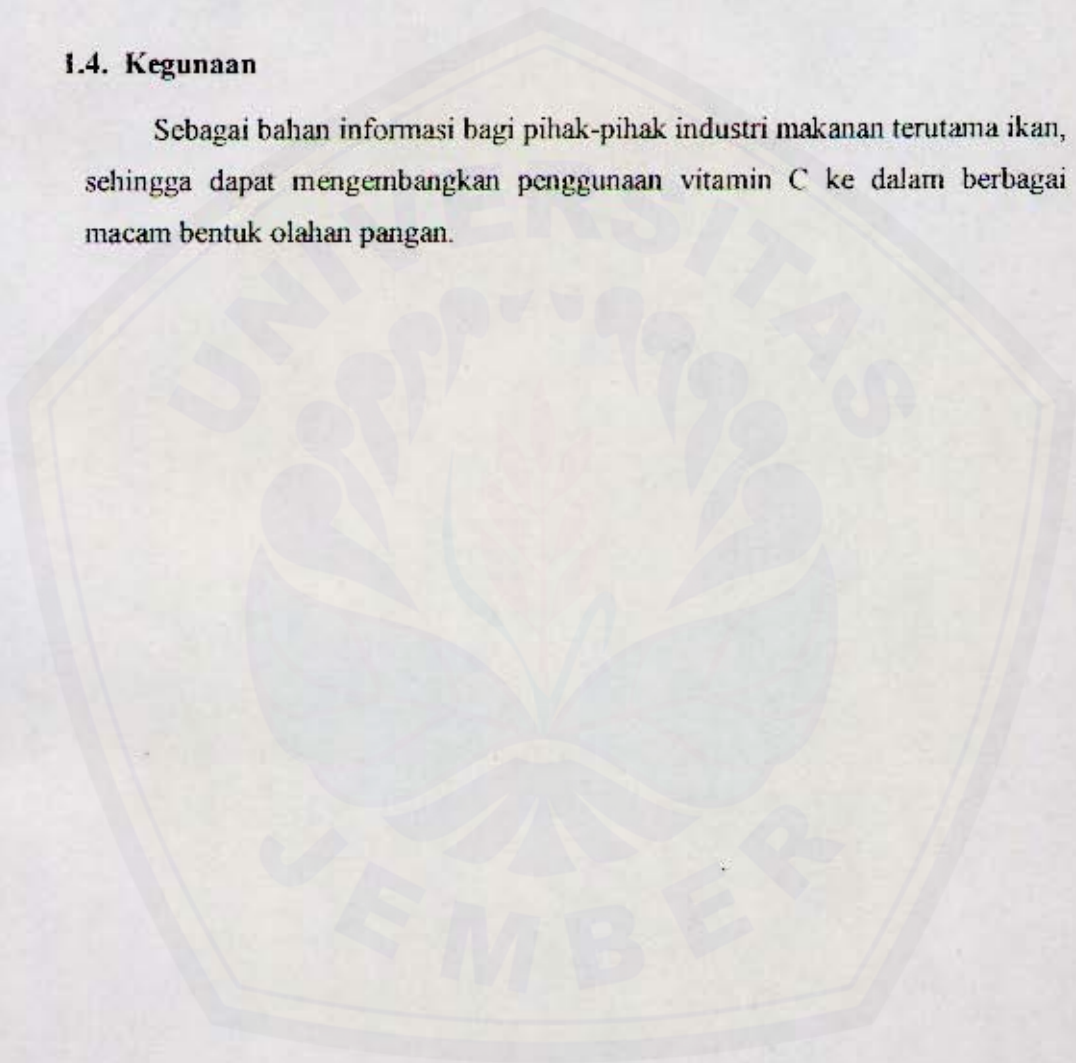 1.4. Kegunaan
Sebagai bahan informasi bagi pihak-pihak industri makanan terutama ikan,
sehingga dapat mengembangkan penggunaan vitamin C ke dalam berbagai
macam bentuk olahan pangan.
UNIVERSITAS
JEMBER